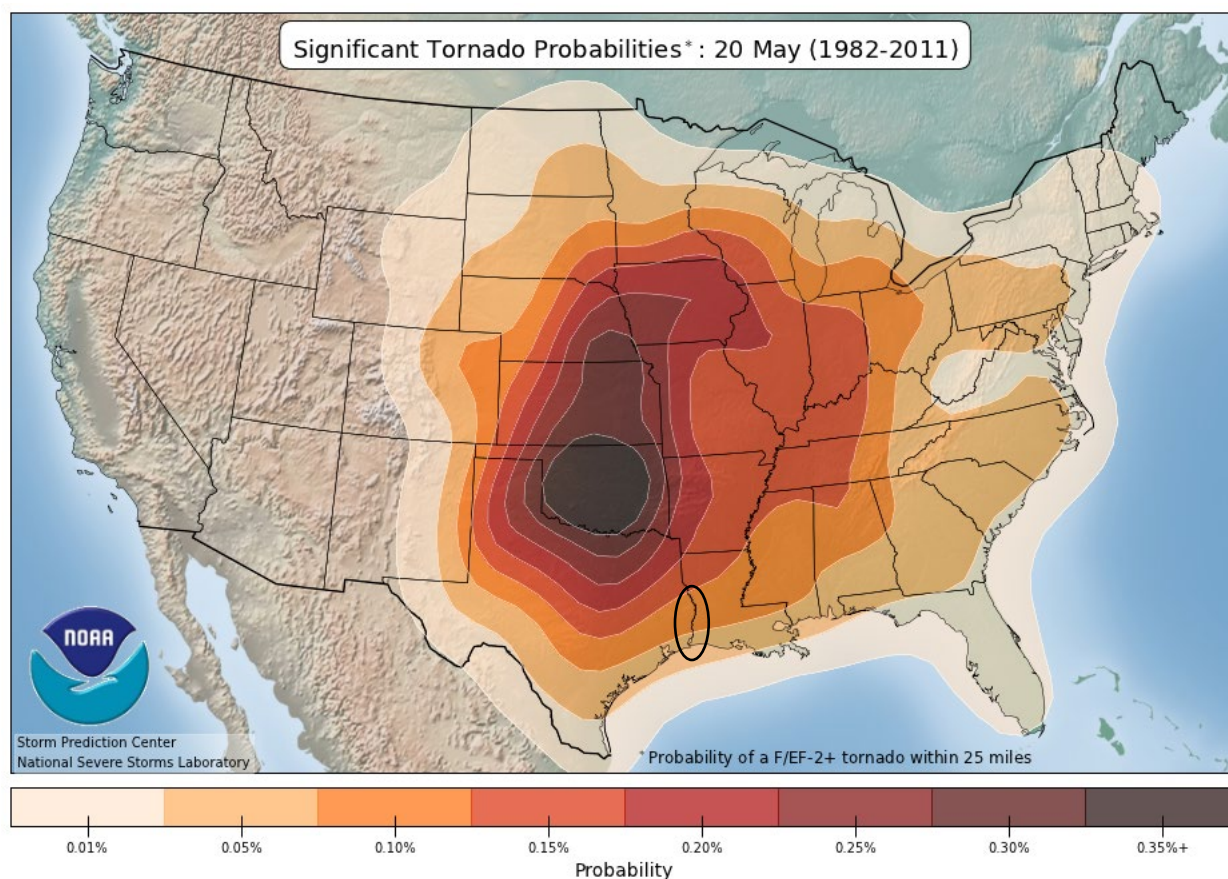 Significant Tornado Probabilities*: 20 May (1982-2011)
NOAA
Storm Prediction Center
National Severe Storms Laboratory
Probability of a F/EF-2+ tornado within 25 miles
0.01% 0.05% 0.10% 0.15% 0.20% 0.25% 0.30% 0.35%+
Probability